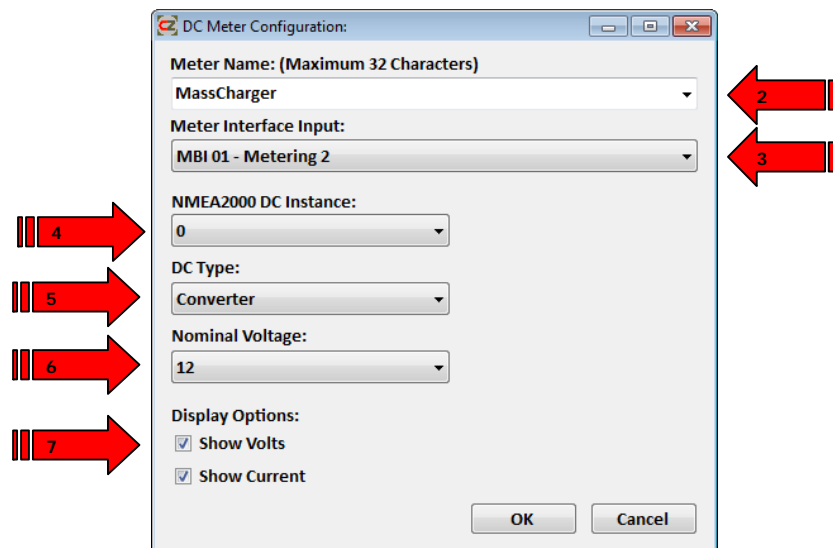 CZ DC Meter Configuration:
Meter Name: (Maximum 32 Characters)
MassCharger
2
Meter Interface Input:
MBI 01 - Metering 2
3
NMEA2000 DC Instance:
4
0
DC Type:
5
Converter
Nominal Voltage:
6
12
Display Options:
7
Show Volts
Show Current
OK Cancel